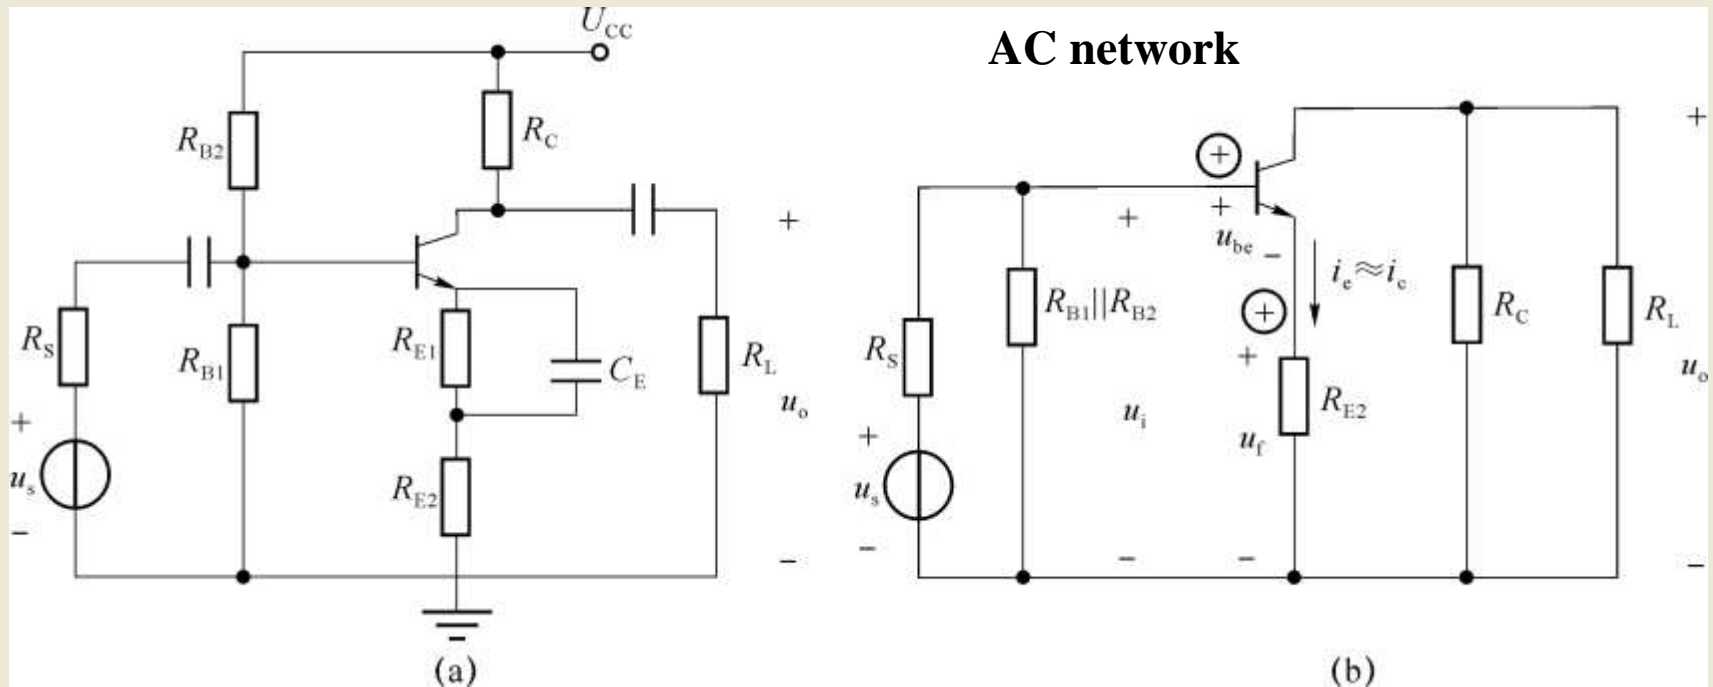 U_CC
AC network
R_B2
R_C
R_S
R_B1
R_E1
C_E
R_L
R_E2
+
u_s
−
+
u_o
−
(a)
+
+
u_be
−
i_e≈i_c
+
R_B1||R_B2
R_S
R_C
R_L
+
R_E2
+
u_i
−
+
u_f
−
+
u_s
−
+
u_o
−
(b)